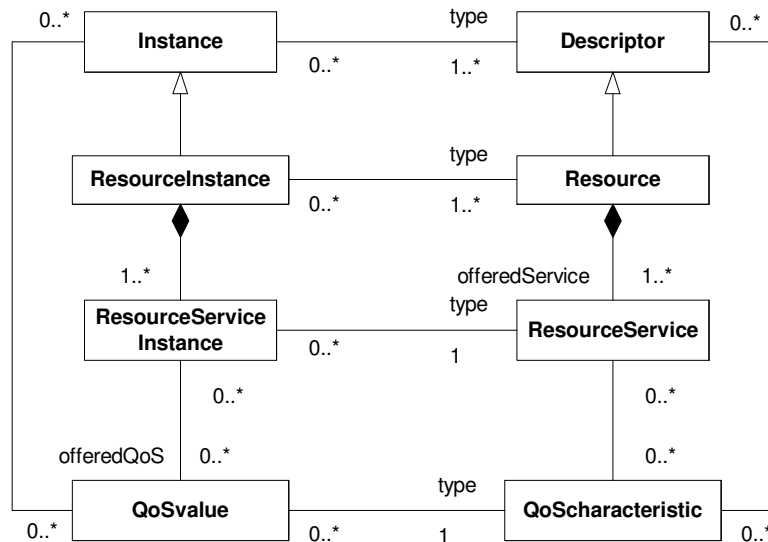 type
0..*
Instance
Descriptor
0..*
0..*
1..*
type
ResourceInstance
Resource
0..*
1..*
1..*
offeredService
1..*
type
ResourceService
Instance
ResourceService
0..*
1
0..*
0..*
offeredQoS
0..*
0..*
type
QoSvalue
QoScharacteristic
0..*
0..*
1
0..*